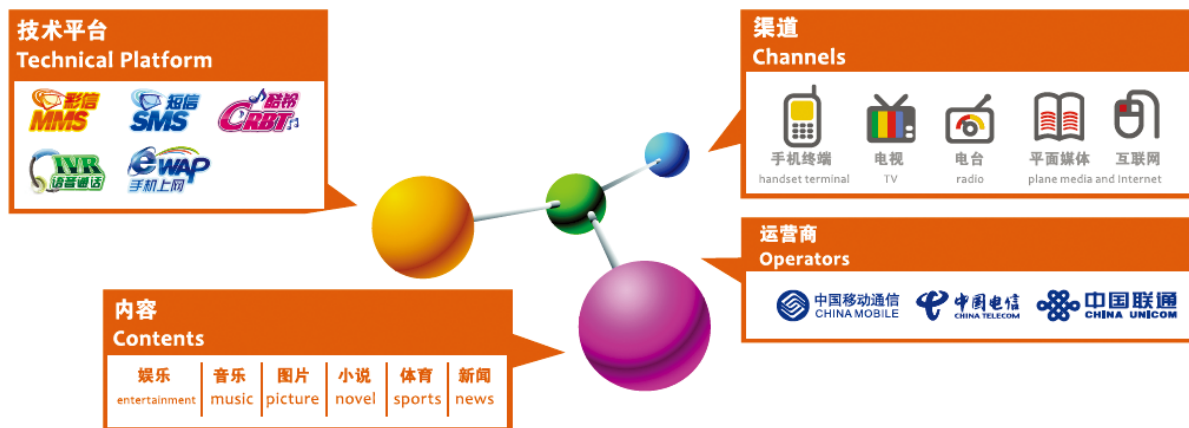 技术平台
Technical Platform
彩信
MMS
短信
SMS
酷铃
CRBT
IVR
语音通话
eWAP
手机上网
渠道
Channels
手机终端 电视 电台 平面媒体 互联网
handset terminal TV radio plane media and Internet
运营商
Operators
中国移动通信 中国电信 中国联通
CHINA MOBILE CHINA TELECOM CHINA UNICOM
内容
Contents
娱乐 音乐 图片 小说 体育 新闻
entertainment music picture novel sports news